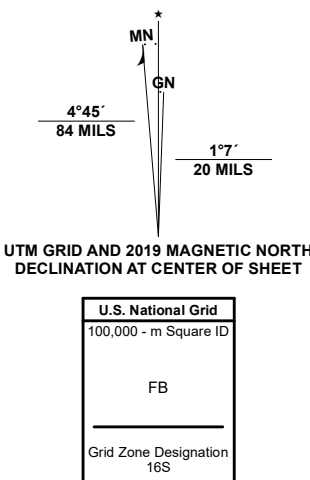 ★
MN
GN
4°45´
84 MILS
1°7´
20 MILS
UTM GRID AND 2019 MAGNETIC NORTH
DECLINATION AT CENTER OF SHEET
U.S. National Grid
100,000 - m Square ID
FB
Grid Zone Designation
16S